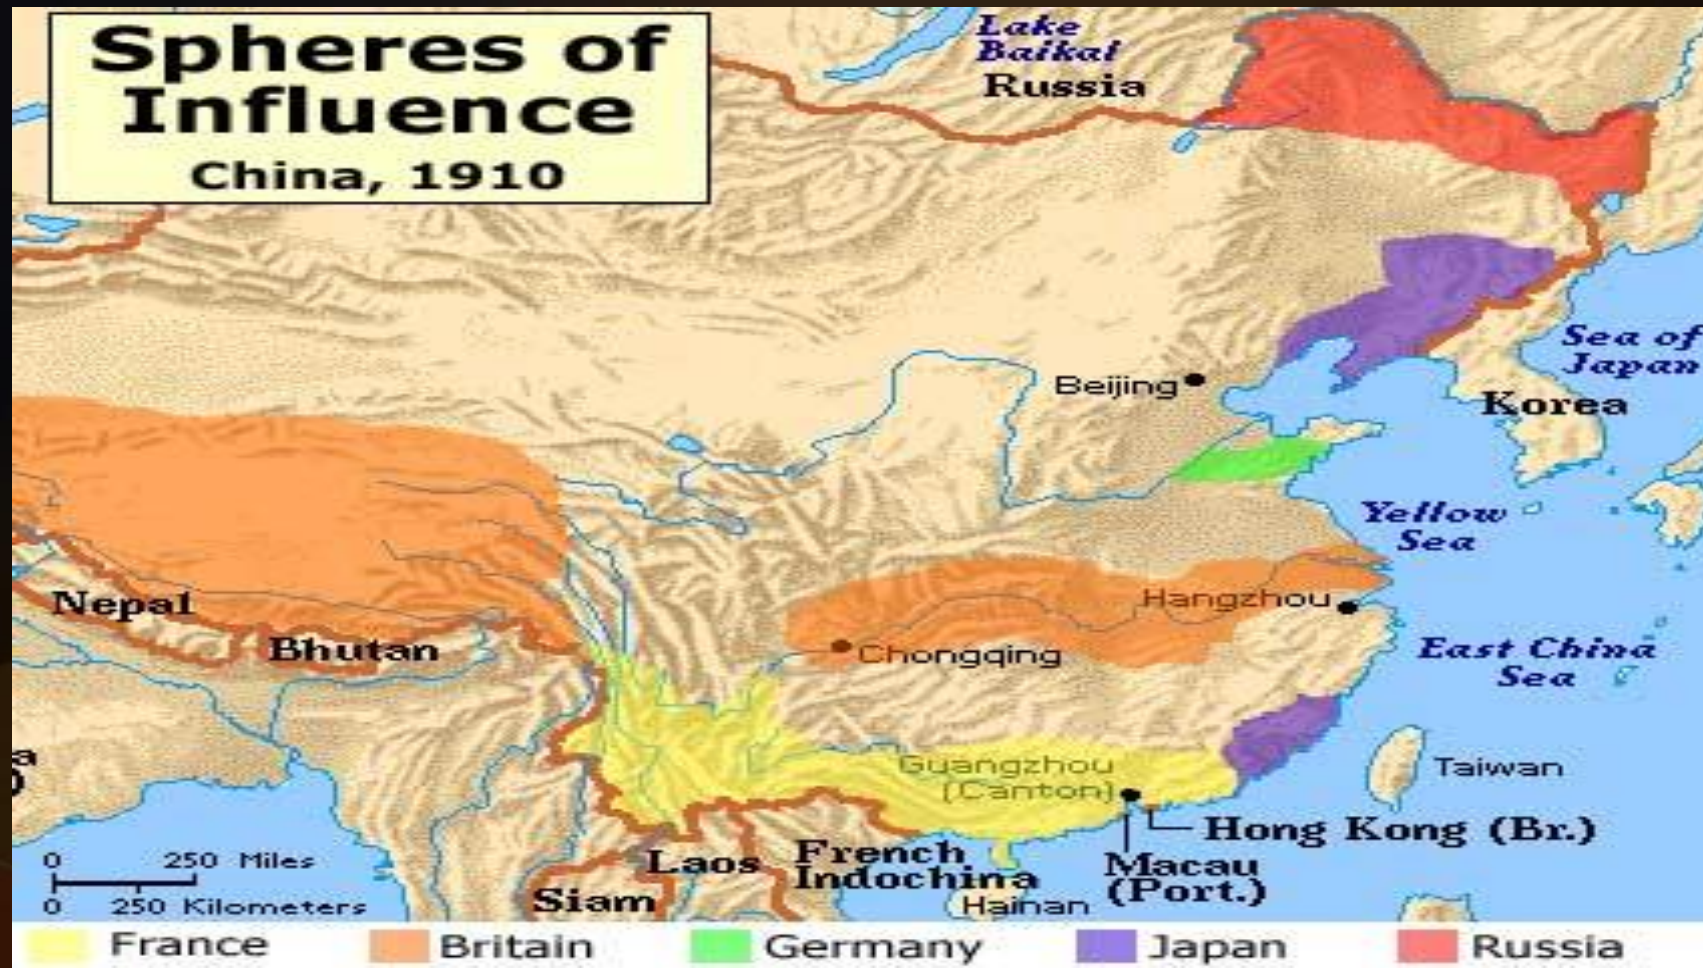 Spheres of
Influence
China, 1910
Lake
Baikal
Russia
Sea of
Japan
Beijing
Korea
Yellow
Sea
Nepal
Hangzhou
Bhutan
Chongqing
East China
Sea
Guangzhou
(Canton)
Taiwan
Hong Kong (Br.)
Macau
(Port.)
Laos
French
Indochina
Siam
Hainan
0 250 Miles
0 250 Kilometers
France Britain Germany Japan Russia